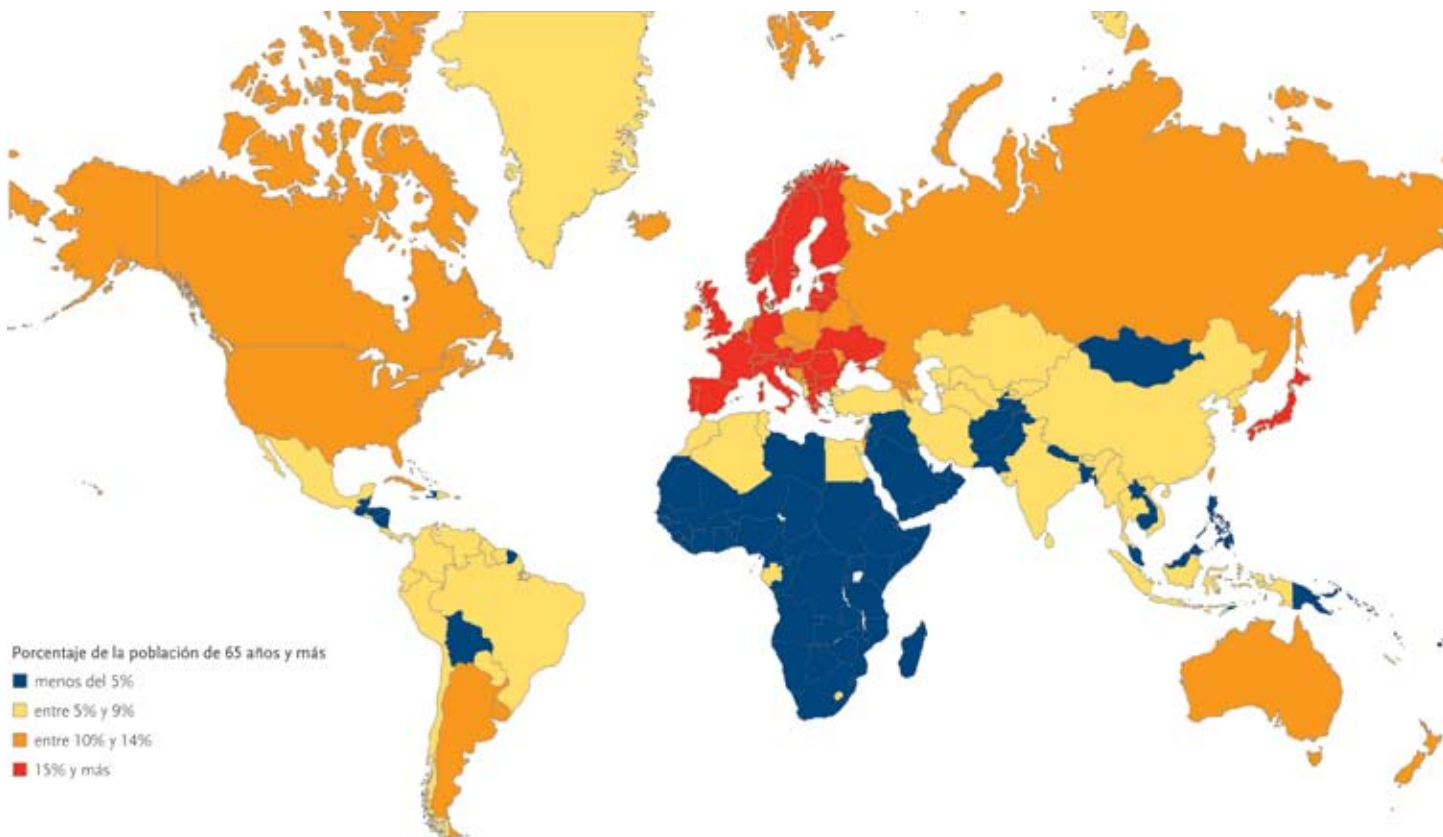 Porcentaje de la población de 65 años y más
menos del 5%
entre 5% y 9%
entre 10% y 14%
15% y más